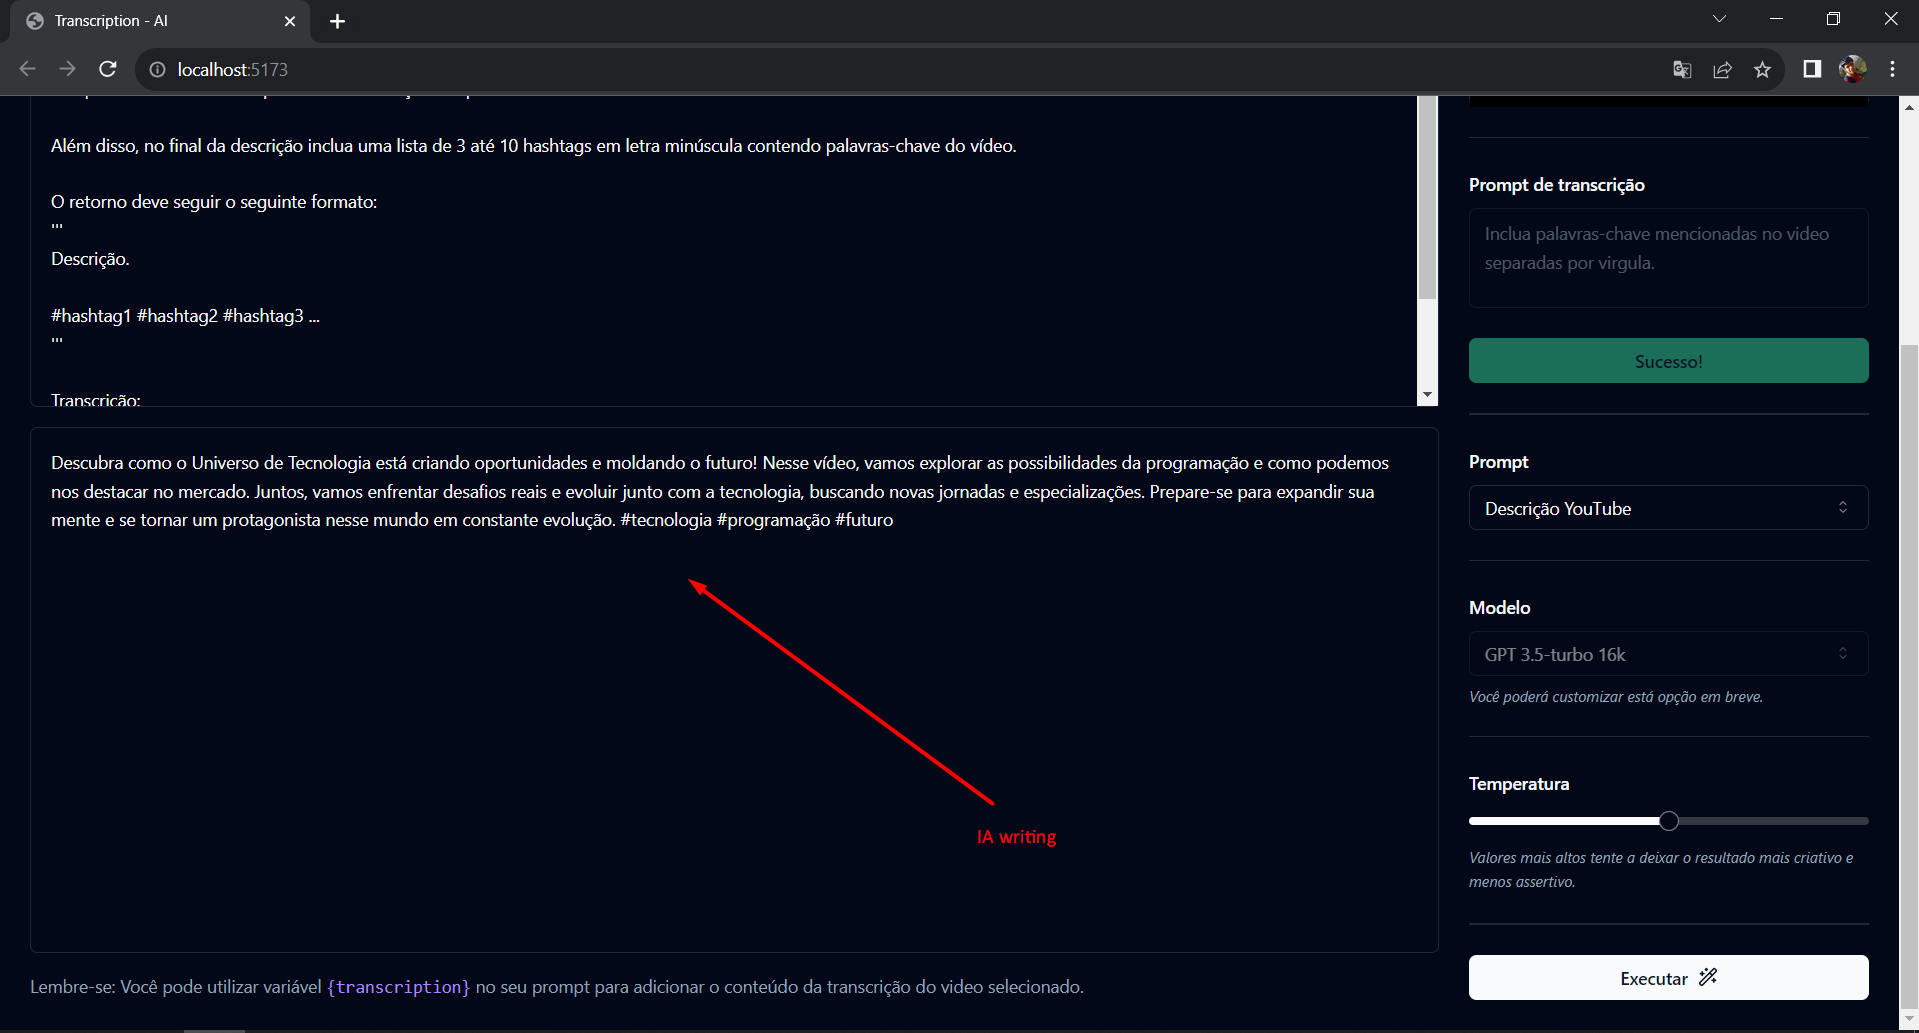 Transcription - AI
localhost:5173
Além disso, no final da descrição inclua uma lista de 3 até 10 hashtags em letra minúscula contendo palavras-chave do vídeo.
O retorno deve seguir o seguinte formato:
'''
Descrição.
#hashtag1 #hashtag2 #hashtag3 ...
'''
Transcrição:
Descubra como o Universo de Tecnologia está criando oportunidades e moldando o futuro! Nesse vídeo, vamos explorar as possibilidades da programação e como podemos
nos destacar no mercado. Juntos, vamos enfrentar desafios reais e evoluir junto com a tecnologia, buscando novas jornadas e especializações. Prepare-se para expandir sua
mente e se tornar um protagonista nesse mundo em constante evolução. #tecnologia #programação #futuro
IA writing
Lembre-se: Você pode utilizar variável {transcription} no seu prompt para adicionar o conteúdo da transcrição do video selecionado.
Prompt de transcrição
Inclua palavras-chave mencionadas no video
separadas por virgula.
Sucesso!
Prompt
Descrição YouTube
Modelo
GPT 3.5-turbo 16k
Você poderá customizar está opção em breve.
Temperatura
Valores mais altos tente a deixar o resultado mais criativo e
menos assertivo.
Executar